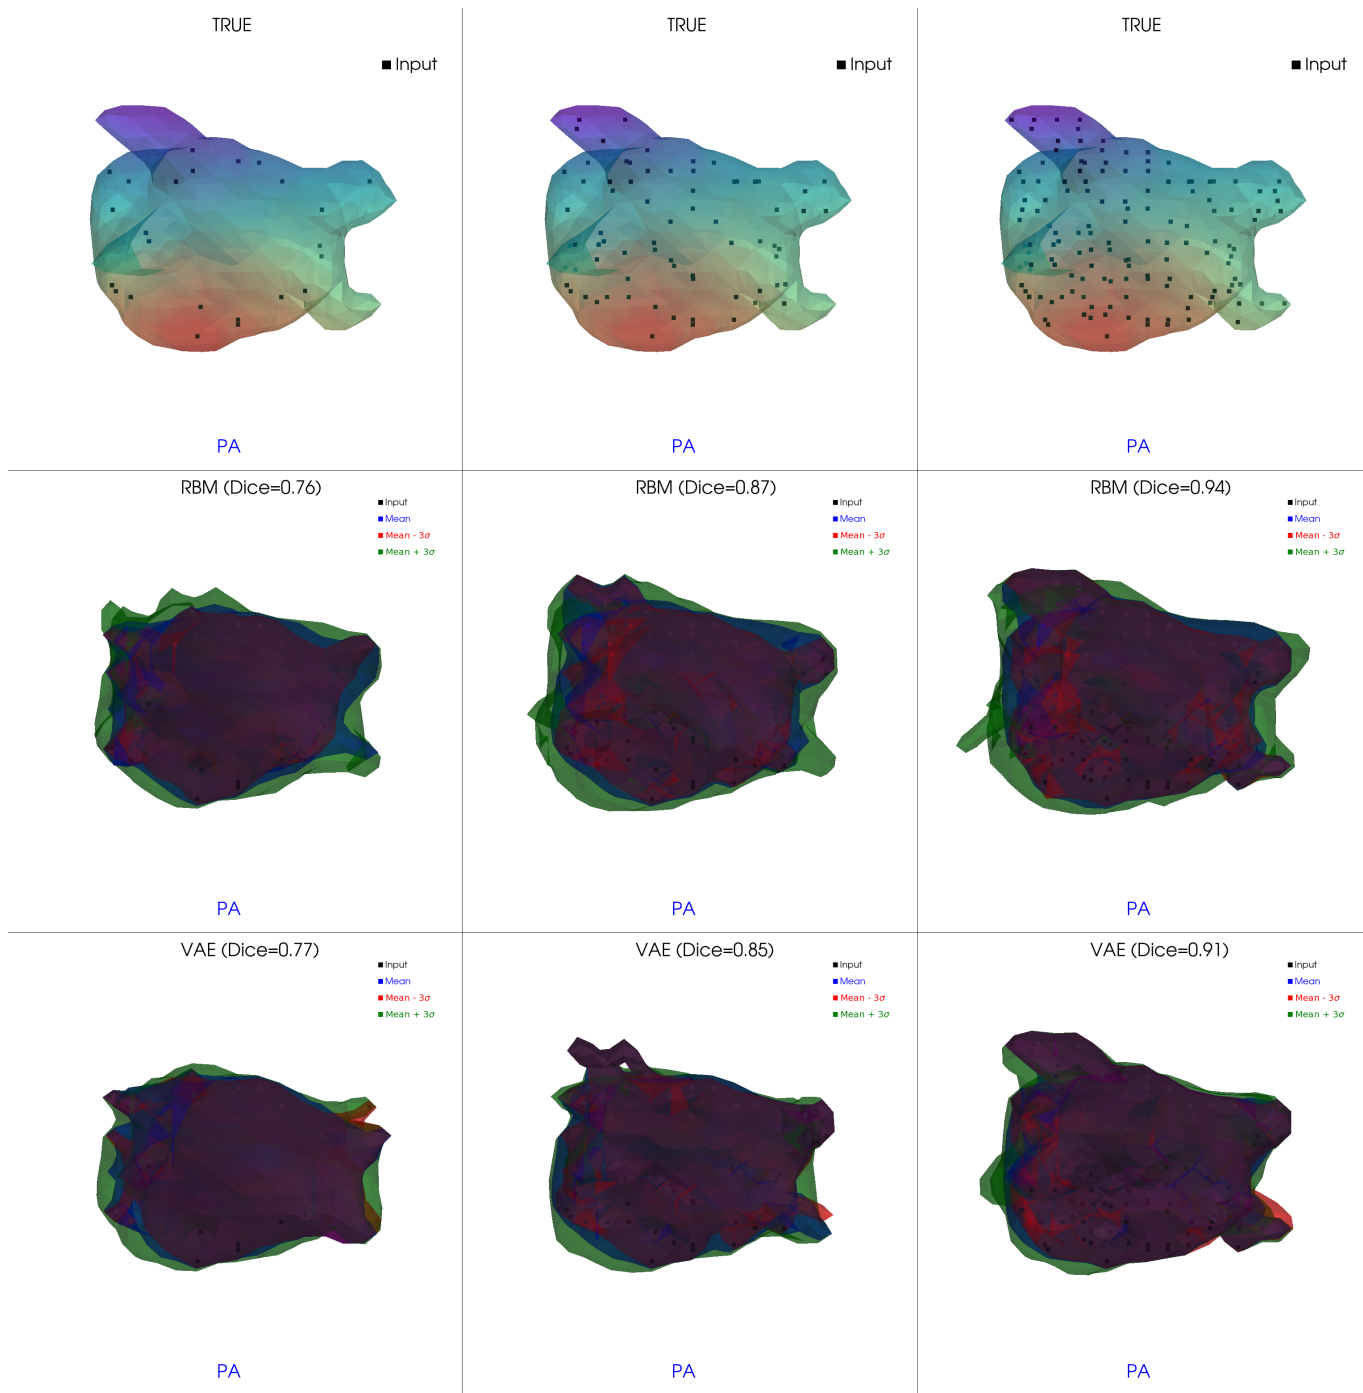 TRUE
Input
PA
TRUE
Input
PA
TRUE
Input
PA
RBM (Dice=0.76)
Input
Mean
Mean - 3σ
Mean + 3σ
PA
RBM (Dice=0.87)
Input
Mean
Mean - 3σ
Mean + 3σ
PA
RBM (Dice=0.94)
Input
Mean
Mean - 3σ
Mean + 3σ
PA
VAE (Dice=0.77)
Input
Mean
Mean - 3σ
Mean + 3σ
PA
VAE (Dice=0.85)
Input
Mean
Mean - 3σ
Mean + 3σ
PA
VAE (Dice=0.91)
Input
Mean
Mean - 3σ
Mean + 3σ
PA